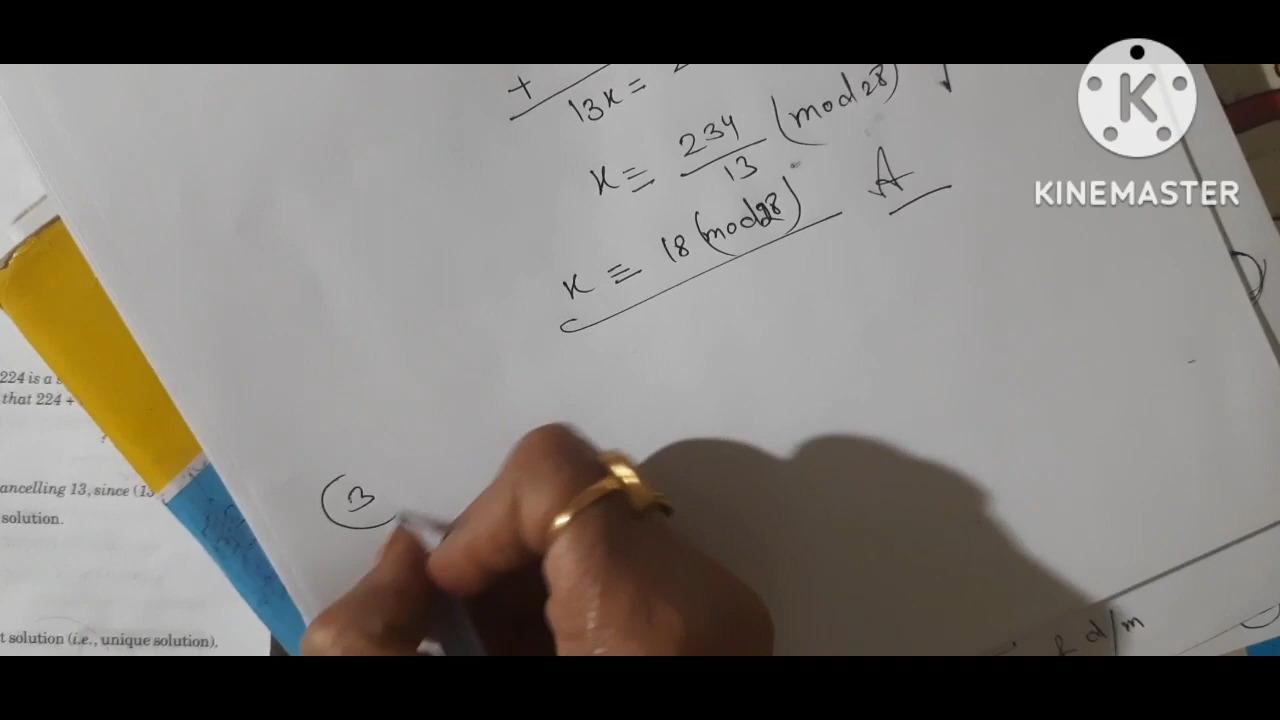 +
13x =
x ≡ 234/13 (mod 28)
x ≡ 18 (mod 28) A
3
K
KINEMASTER
224 is a
that 224 +
ancelling 13, since (13
solution.
t solution (i.e., unique solution).
d/m